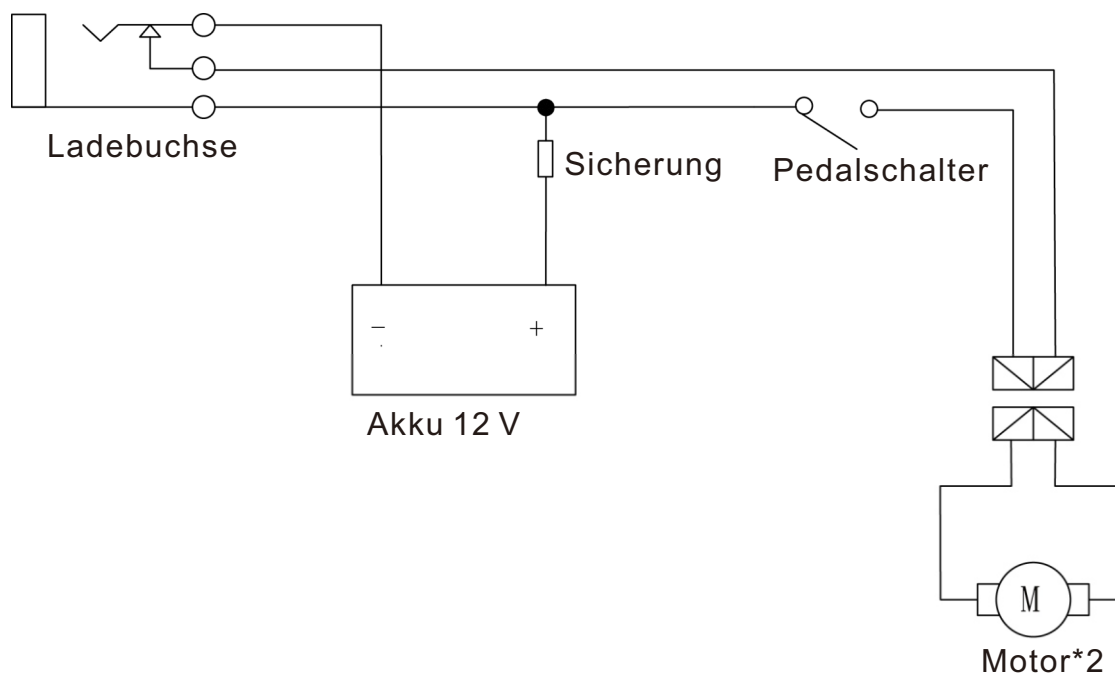 Ladebuchse
Sicherung
Pedalschalter
− +
Akku 12 V
M
Motor*2